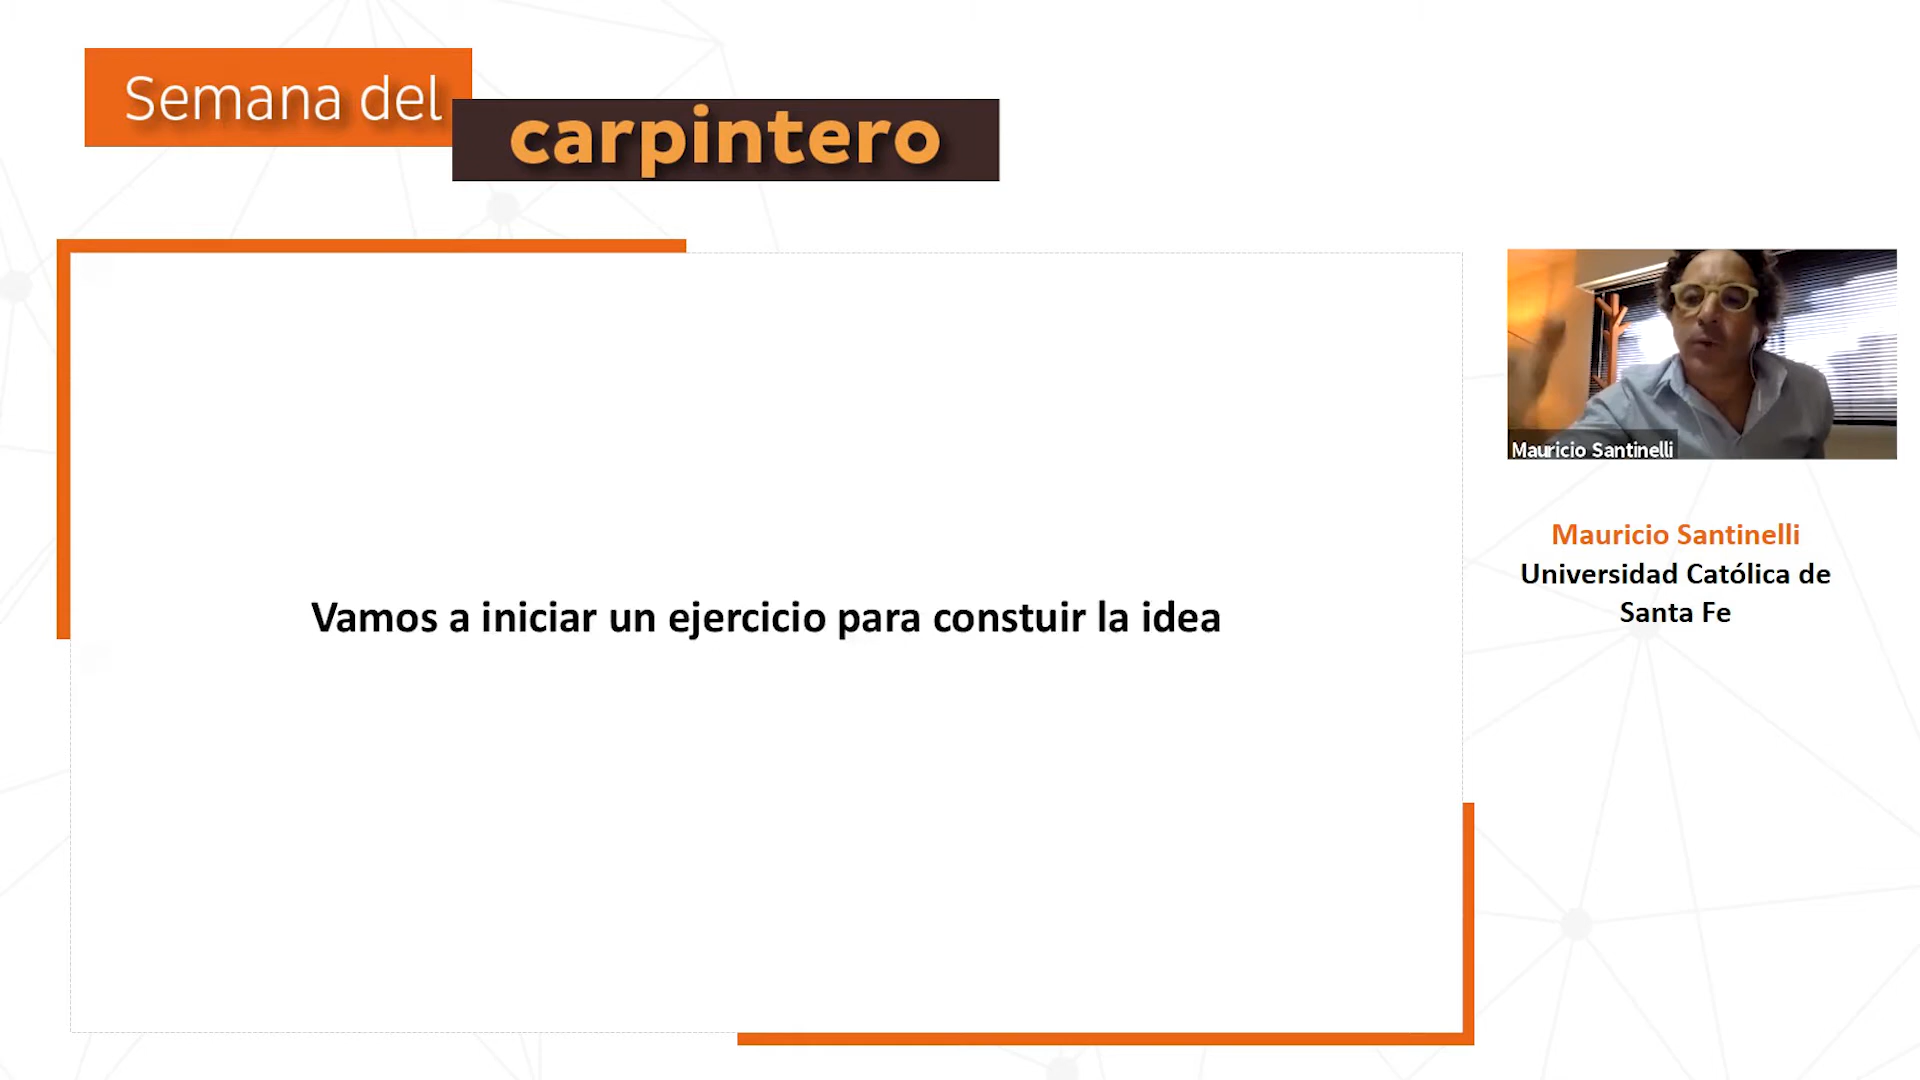 Semana del
carpintero
Vamos a iniciar un ejercicio para constuir la idea
Mauricio Santinelli
Mauricio Santinelli
Universidad Católica de
Santa Fe